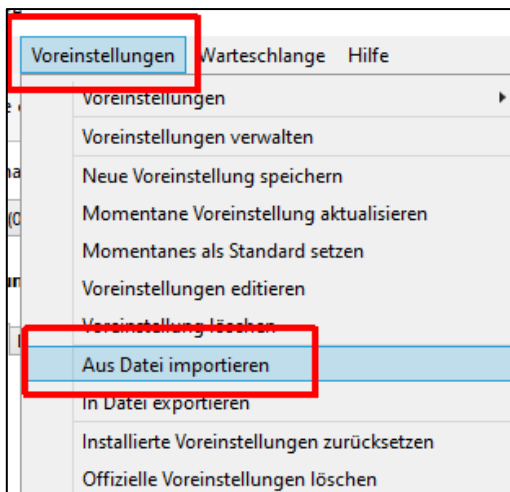 Voreinstellungen Warteschlange Hilfe
Voreinstellungen
Voreinstellungen verwalten
Neue Voreinstellung speichern
Momentane Voreinstellung aktualisieren
Momentanes als Standard setzen
Voreinstellungen editieren
Voreinstellung löschen
Aus Datei importieren
In Datei exportieren
Installierte Voreinstellungen zurücksetzen
Offizielle Voreinstellungen löschen